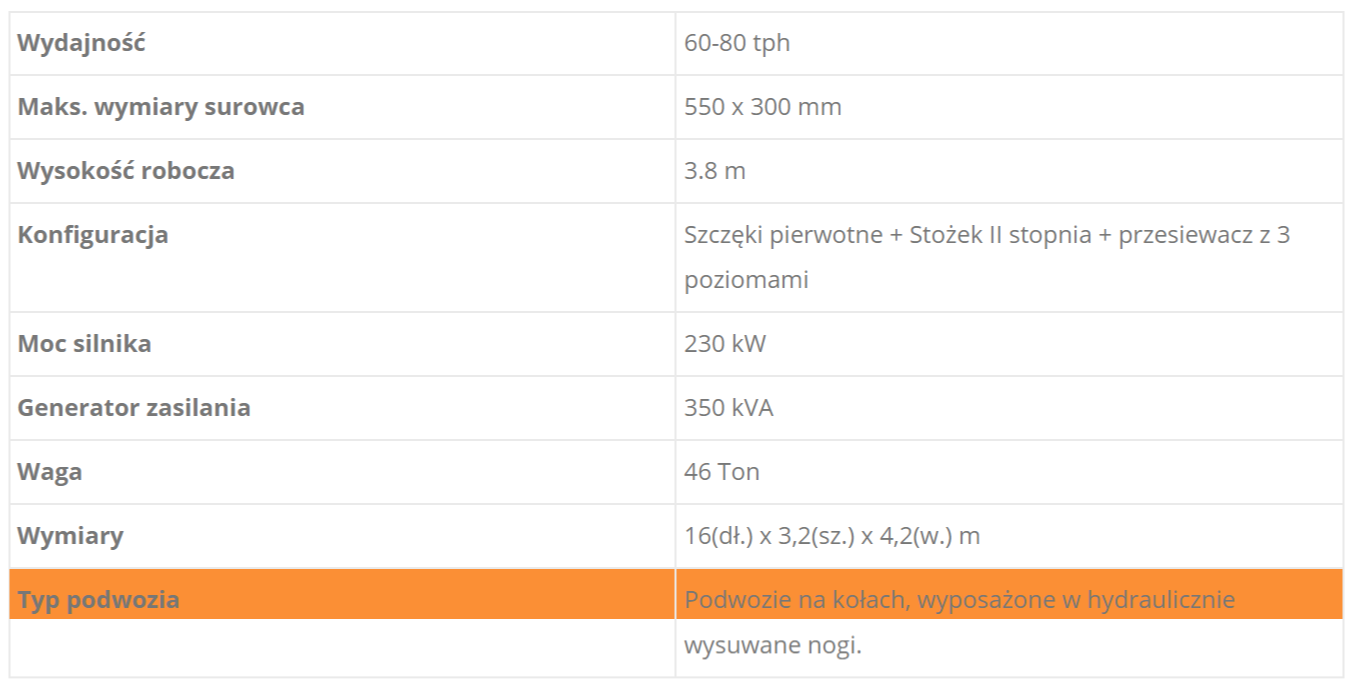 Wydajność 60-80 tph
Maks. wymiary surowca 550 x 300 mm
Wysokość robocza 3.8 m
Konfiguracja Szczęki pierwotne + Stożek II stopnia + przesiewacz z 3
poziomami
Moc silnika 230 kW
Generator zasilania 350 kVA
Waga 46 Ton
Wymiary 16(dł.) x 3,2(sz.) x 4,2(w.) m
Typ podwozia Podwozie na kołach, wyposażone w hydraulicznie
wysuwane nogi.